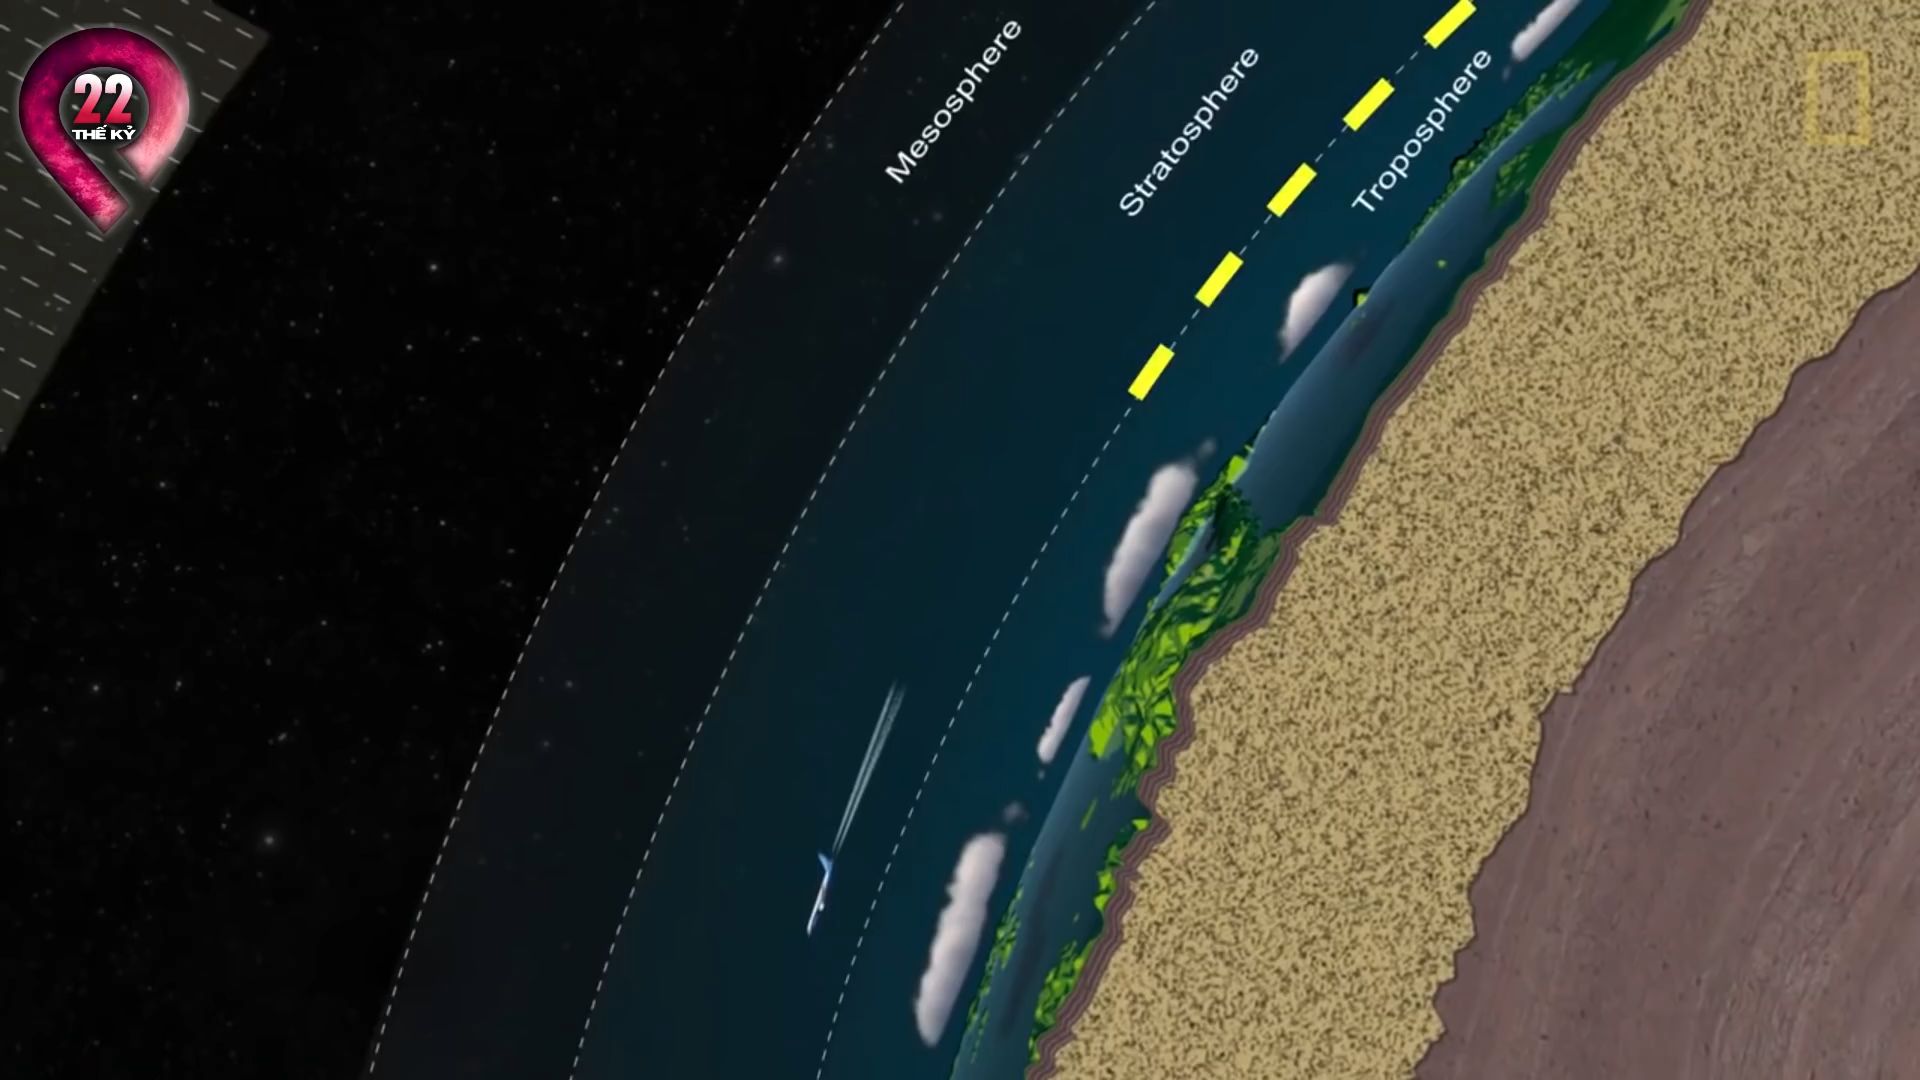 22
THẾ KỶ
Mesosphere
Stratosphere
Troposphere